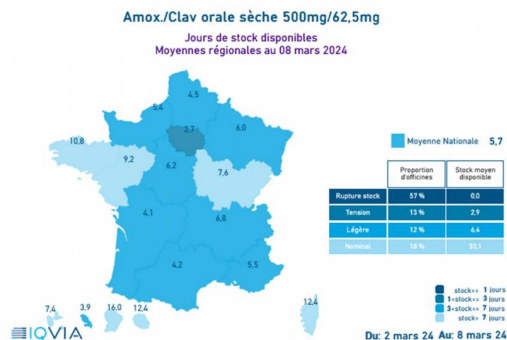 Amox./Clav orale sèche 500mg/62,5mg
Jours de stock disponibles
Moyennes régionales au 08 mars 2024
4.5
5,4
2,7
6,0
10,8
9,2
6.2
7,6
4.1
6,8
4,2
5,5
7,4
3,9
16,0
12,4
12,4
Moyenne Nationale 5,7
Proportion d'officines
Stock moyen disponible
Rupture stock 57 % 0,0
Tension 13 % 2,9
Légère 12 % 6,4
Nominal 18 % 30,1
stock<= 1 jours
1<stock<= 3 jours
3<stock<= 7 jours
stock> 7 jours
IQVIA
Du: 2 mars 24 Au: 8 mars 24